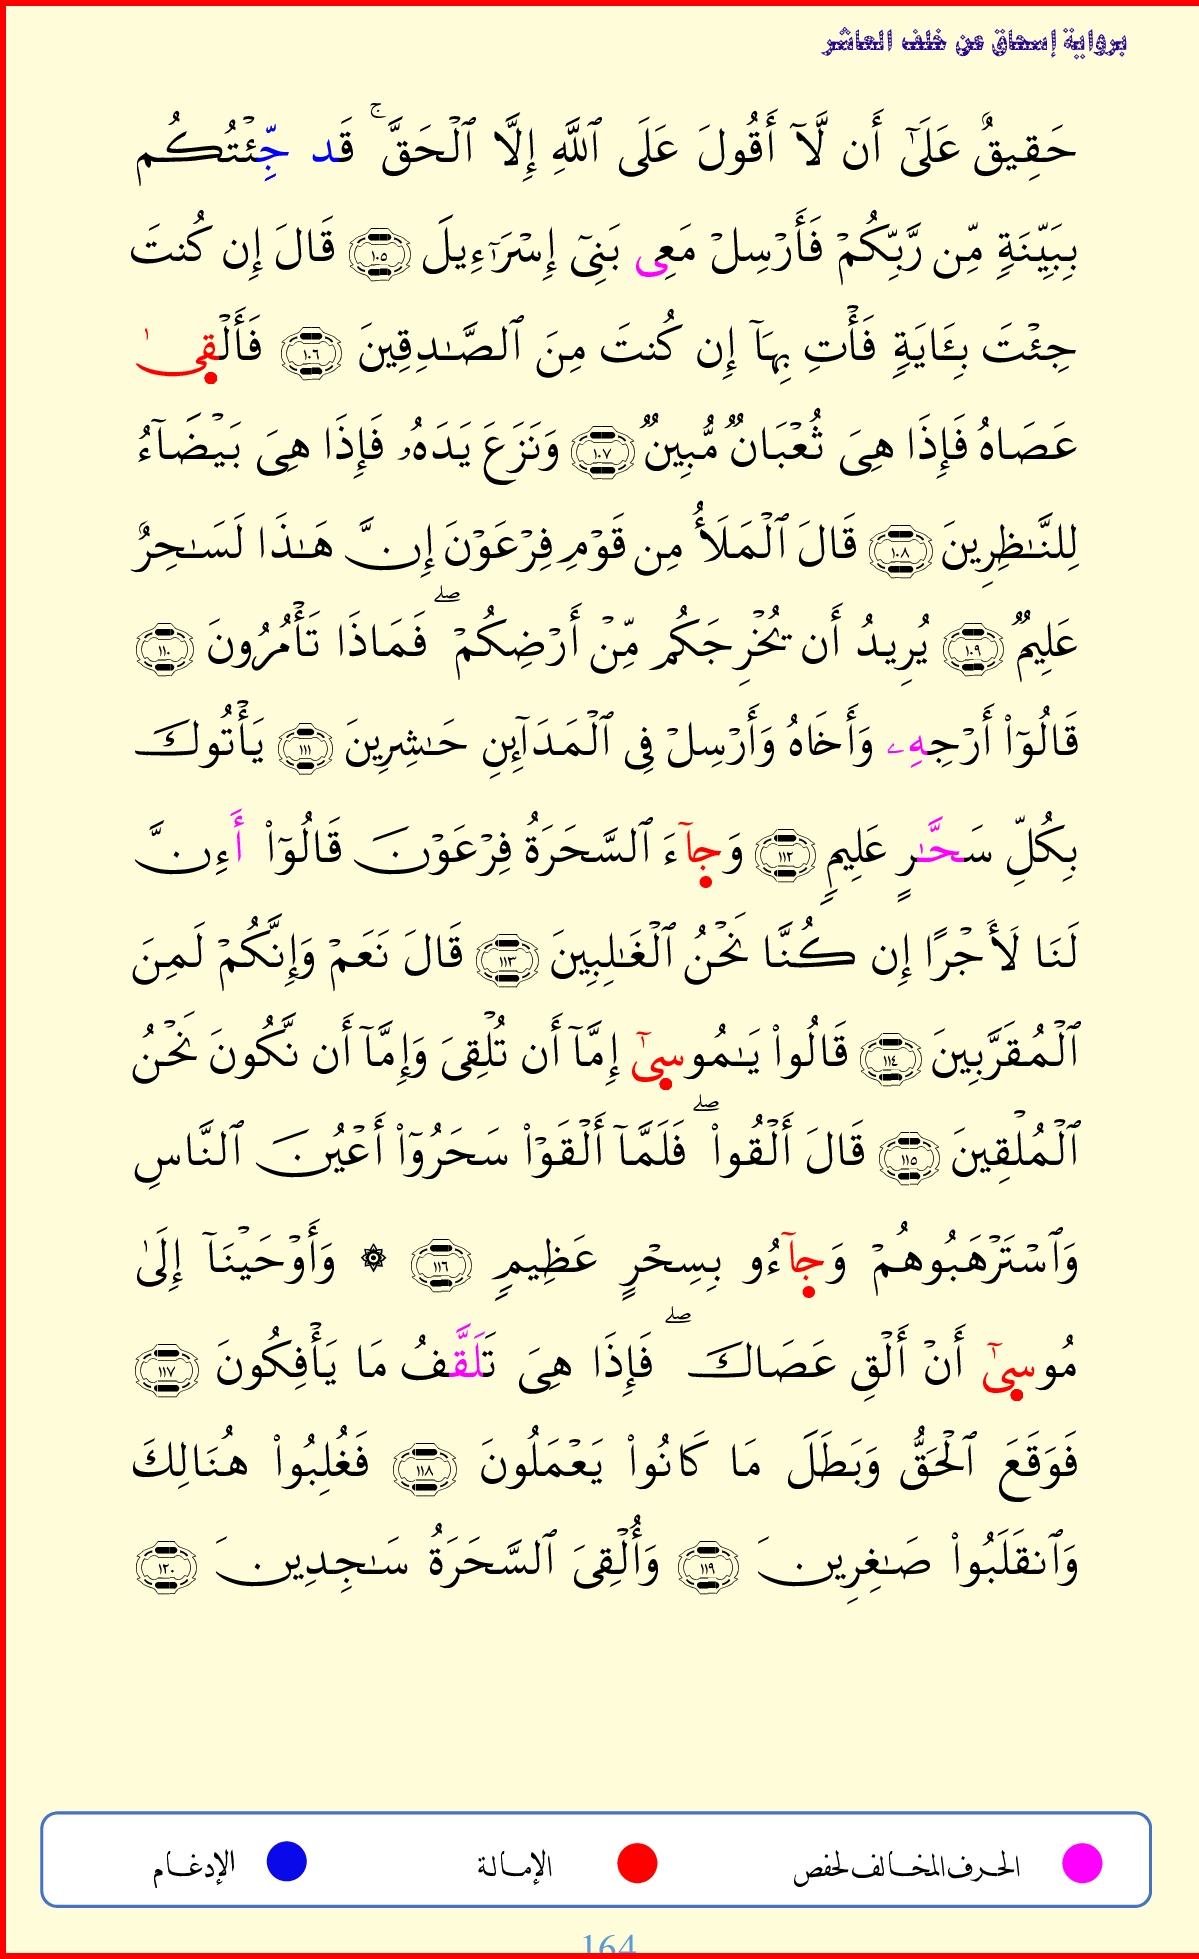 برواية إسحاق عن خلف العاشر
حَقِيقٌ عَلَىٰٓ أَن لَّآ أَقُولَ عَلَى ٱللَّهِ إِلَّا ٱلۡحَقَّۚ قَد جِّئۡتُكُم
بِبَيِّنَةٖ مِّن رَّبِّكُمۡ فَأَرۡسِلۡ مَعِي بَنِيٓ إِسۡرَـٰٓءِيلَ ١٠٥ قَالَ إِن كُنتَ
جِئۡتَ بِـَٔايَةٖ فَأۡتِ بِهَآ إِن كُنتَ مِنَ ٱلصَّـٰدِقِينَ ١٠٦ فَأَلۡقَىٰ
عَصَاهُ فَإِذَا هِيَ ثُعۡبَانٞ مُّبِينٞ ١٠٧ وَنَزَعَ يَدَهُۥ فَإِذَا هِيَ بَيۡضَآءُ
لِلنَّـٰظِرِينَ ١٠٨ قَالَ ٱلۡمَلَأُ مِن قَوۡمِ فِرۡعَوۡنَ إِنَّ هَـٰذَا لَسَـٰحِرٌ
عَلِيمٞ ١٠٩ يُرِيدُ أَن يُخۡرِجَكُم مِّنۡ أَرۡضِكُمۡۖ فَمَاذَا تَأۡمُرُونَ ١١٠
قَالُوٓاْ أَرۡجِهِۦ وَأَخَاهُ وَأَرۡسِلۡ فِي ٱلۡمَدَآئِنِ حَـٰشِرِينَ ١١١ يَأۡتُوكَ
بِكُلِّ سَحَّـٰرٍ عَلِيمٖ ١١٢ وَجَآءَ ٱلسَّحَرَةُ فِرۡعَوۡنَ قَالُوٓاْ أَءِنَّ
لَنَا لَأَجۡرًا إِن كُنَّا نَحۡنُ ٱلۡغَـٰلِبِينَ ١١٣ قَالَ نَعَمۡ وَإِنَّكُمۡ لَمِنَ
ٱلۡمُقَرَّبِينَ ١١٤ قَالُواْ يَـٰمُوسَىٰٓ إِمَّآ أَن تُلۡقِيَ وَإِمَّآ أَن نَّكُونَ نَحۡنُ
ٱلۡمُلۡقِينَ ١١٥ قَالَ أَلۡقُواْۖ فَلَمَّآ أَلۡقَوۡاْ سَحَرُوٓاْ أَعۡيُنَ ٱلنَّاسِ
وَٱسۡتَرۡهَبُوهُمۡ وَجَآءُو بِسِحۡرٍ عَظِيمٖ ١١٦ ۞ وَأَوۡحَيۡنَآ إِلَىٰ
مُوسَىٰٓ أَنۡ أَلۡقِ عَصَاكَۖ فَإِذَا هِيَ تَلَقَّفُ مَا يَأۡفِكُونَ ١١٧
فَوَقَعَ ٱلۡحَقُّ وَبَطَلَ مَا كَانُواْ يَعۡمَلُونَ ١١٨ فَغُلِبُواْ هُنَالِكَ
وَٱنقَلَبُواْ صَـٰغِرِينَ ١١٩ وَأُلۡقِيَ ٱلسَّحَرَةُ سَـٰجِدِينَ ١٢٠
الحرف المخالف لحفص الإمالة الإدغام
164